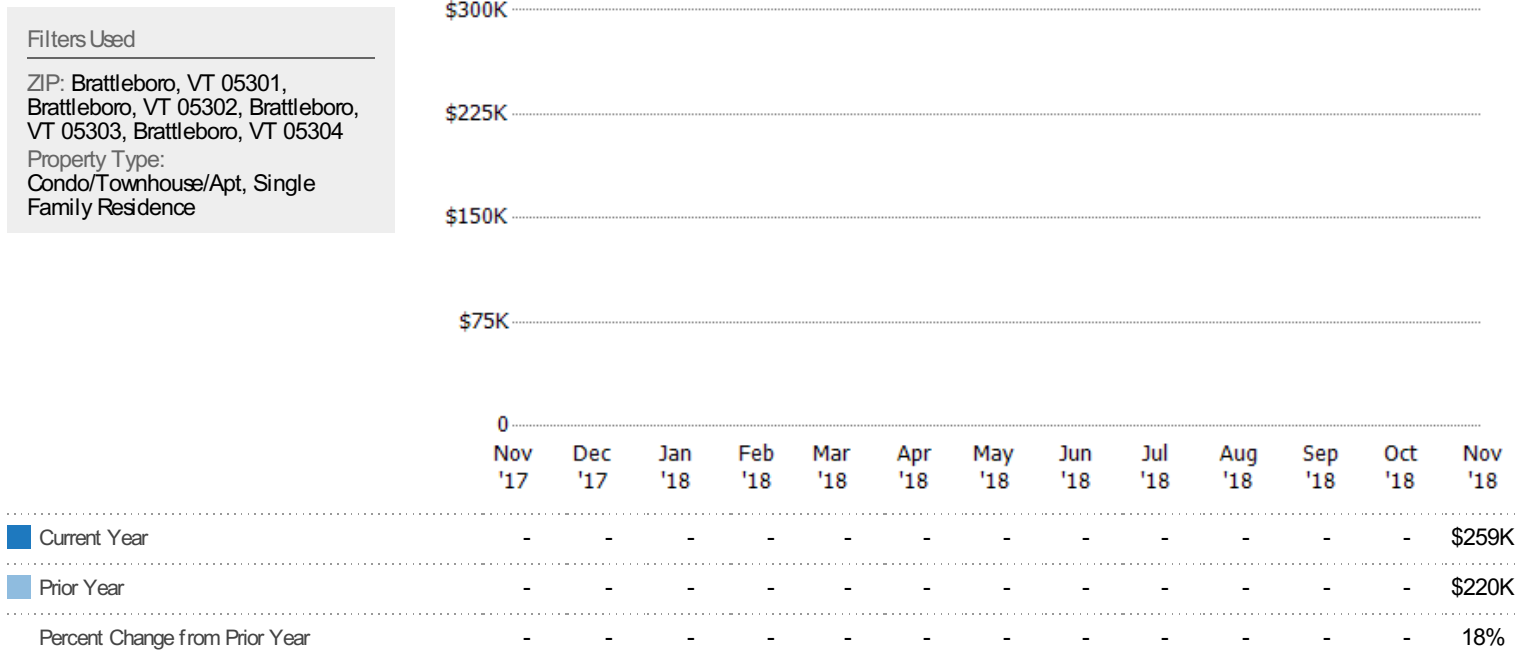 Filters Used
ZIP: Brattleboro, VT 05301,
Brattleboro, VT 05302, Brattleboro,
VT 05303, Brattleboro, VT 05304
Property Type:
Condo/Townhouse/Apt, Single
Family Residence
$300K
$225K
$150K
$75K
0
Nov Dec Jan Feb Mar Apr May Jun Jul Aug Sep Oct Nov
'17 '17 '18 '18 '18 '18 '18 '18 '18 '18 '18 '18 '18
Current Year - - - - - - - - - - - - $259K
Prior Year - - - - - - - - - - - - $220K
Percent Change from Prior Year - - - - - - - - - - - - 18%